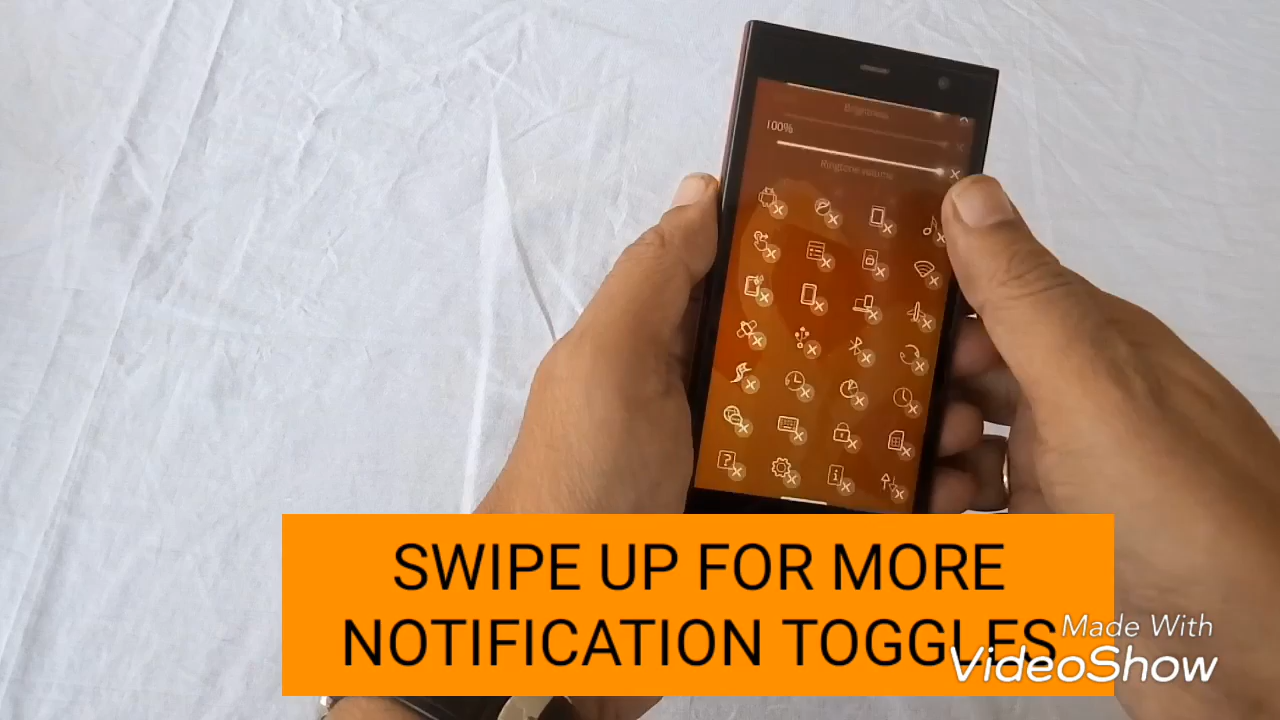 Brightness
100%
Ringtone volume
SWIPE UP FOR MORE
NOTIFICATION TOGGLES
Made With
VideoShow